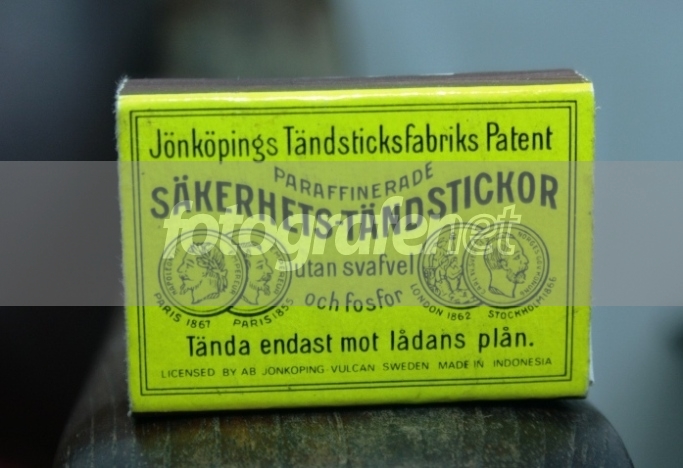 Jönköpings Tändsticksfabriks Patent
PARAFFINERADE
SÄKERHETS-TÄNDSTICKOR
fotografen.net
utan svafvel
och fosfor
PARIS 1867
PARIS 1855
LONDON 1862
STOCKHOLM 1866
Tända endast mot lådans plån.
LICENSED BY AB JONKOPING-VULCAN SWEDEN MADE IN INDONESIA